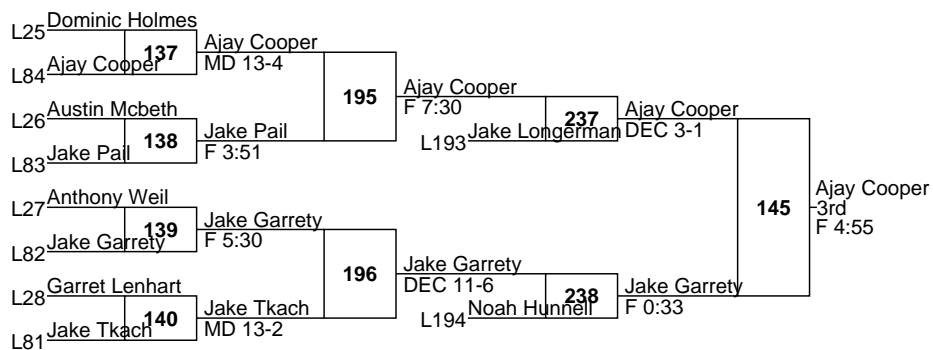 L25 Dominic Holmes
137
L84 Ajay Cooper
Ajay Cooper
MD 13-4
L26 Austin Mcbeth
138
L83 Jake Pail
Jake Pail
F 3:51
195
Ajay Cooper
F 7:30
L193 Jake Longerman
237
Ajay Cooper
DEC 3-1
L27 Anthony Weil
139
L82 Jake Garrety
Jake Garrety
F 5:30
L28 Garret Lenhart
140
L81 Jake Tkach
Jake Tkach
MD 13-2
196
Jake Garrety
DEC 11-6
L194 Noah Hunnell
238
Jake Garrety
F 0:33
145
Ajay Cooper
3rd
F 4:55